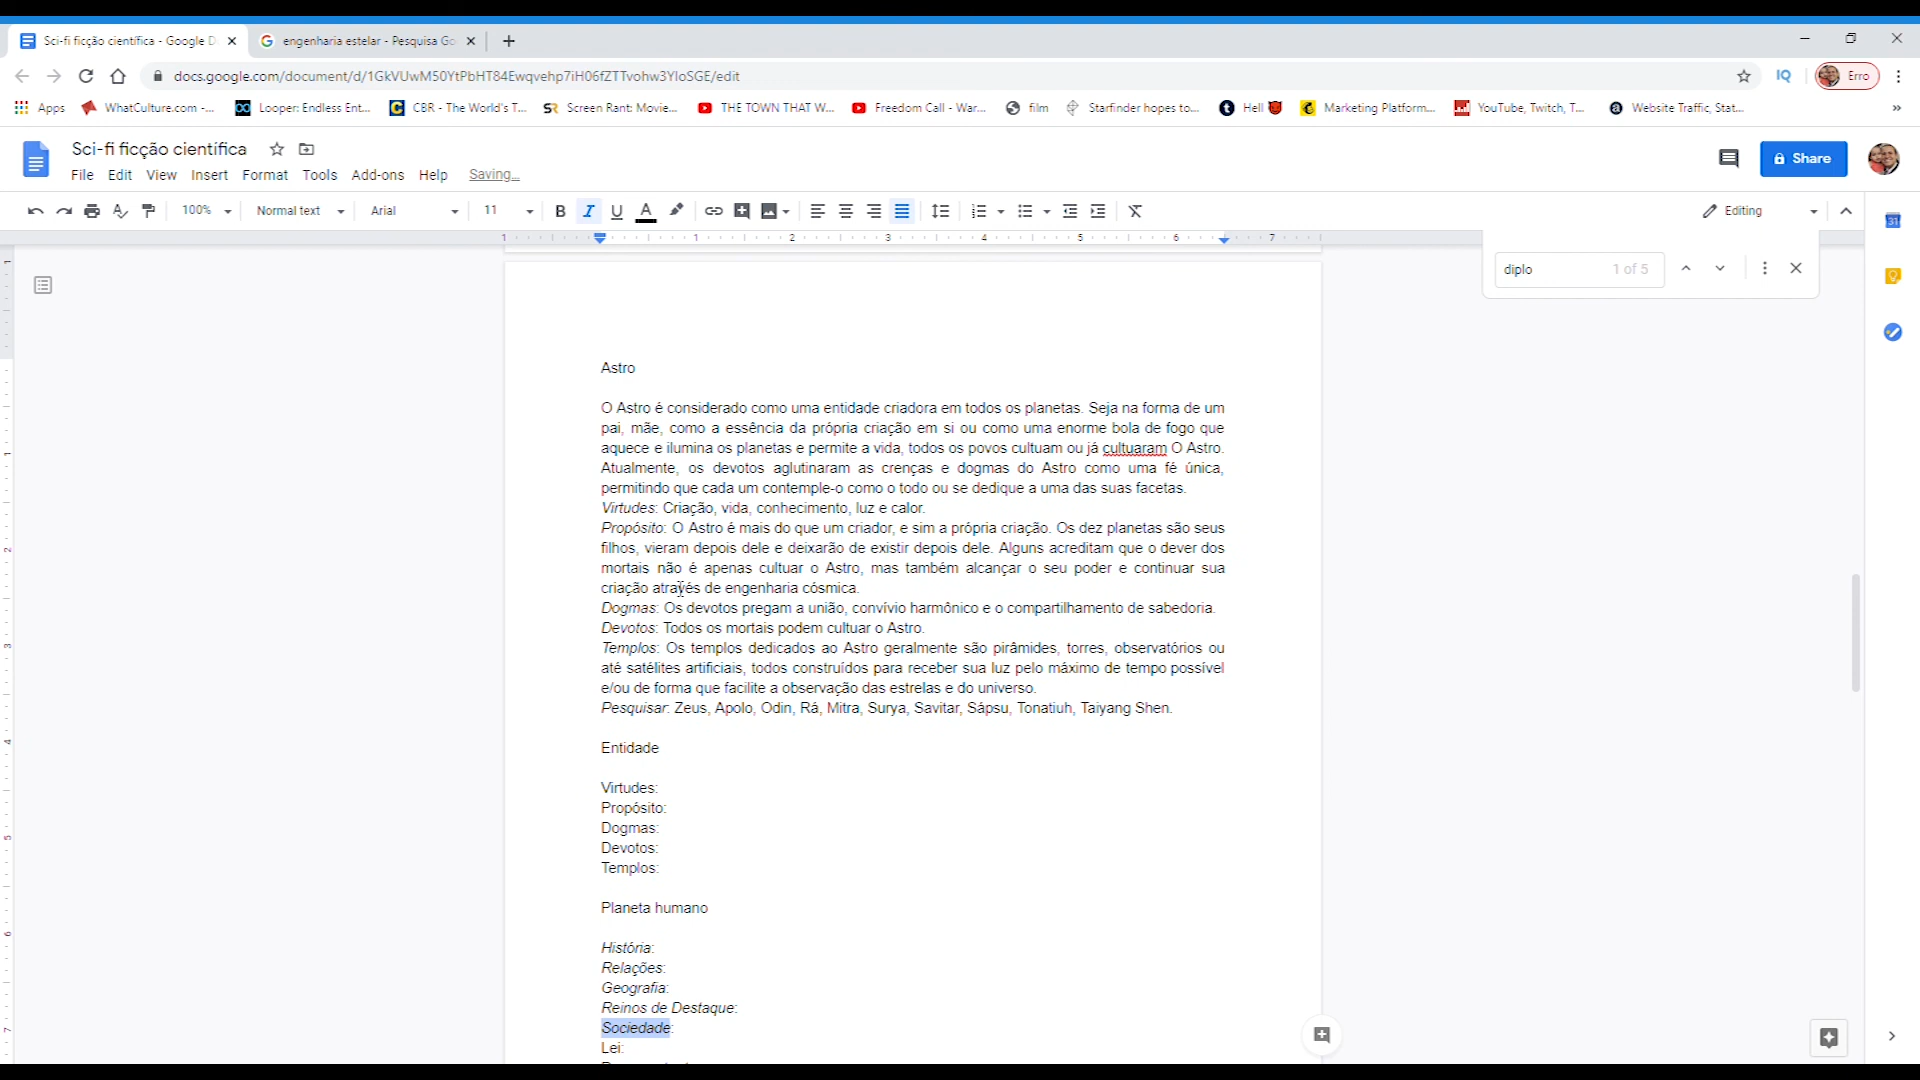 Sci-fi ficção científica - Google D
engenharia estelar - Pesquisa Go
docs.google.com/document/d/1GkVUwM50YtPbHT84Ewqvehp7iH06fZTTvohw3YIoSGE/edit
IQ
Erro
Apps
WhatCulture.com -...
Looper: Endless Ent...
CBR - The World's T...
Screen Rant: Movie...
THE TOWN THAT W...
Freedom Call - War...
film
Starfinder hopes to...
Hell
Marketing Platform...
YouTube, Twitch, T...
Website Traffic, Stat...
Sci-fi ficção científica
File Edit View Insert Format Tools Add-ons Help Saving...
Share
100% Normal text Arial 11 B I U A
Editing
31
1 1 2 3 4 5 6 7
diplo 1 of 5
Astro
O Astro é considerado como uma entidade criadora em todos os planetas. Seja na forma de um
pai, mãe, como a essência da própria criação em si ou como uma enorme bola de fogo que
aquece e ilumina os planetas e permite a vida, todos os povos cultuam ou já cultuaram O Astro.
Atualmente, os devotos aglutinaram as crenças e dogmas do Astro como uma fé única,
permitindo que cada um contemple-o como o todo ou se dedique a uma das suas facetas.
Virtudes: Criação, vida, conhecimento, luz e calor.
Propósito: O Astro é mais do que um criador, e sim a própria criação. Os dez planetas são seus
filhos, vieram depois dele e deixarão de existir depois dele. Alguns acreditam que o dever dos
mortais não é apenas cultuar o Astro, mas também alcançar o seu poder e continuar sua
criação através de engenharia cósmica.
Dogmas: Os devotos pregam a união, convívio harmônico e o compartilhamento de sabedoria.
Devotos: Todos os mortais podem cultuar o Astro.
Templos: Os templos dedicados ao Astro geralmente são pirâmides, torres, observatórios ou
até satélites artificiais, todos construídos para receber sua luz pelo máximo de tempo possível
e/ou de forma que facilite a observação das estrelas e do universo.
Pesquisar: Zeus, Apolo, Odin, Rá, Mitra, Surya, Savitar, Sápsu, Tonatiuh, Taiyang Shen.
Entidade
Virtudes:
Propósito:
Dogmas:
Devotos:
Templos:
Planeta humano
História:
Relações:
Geografia:
Reinos de Destaque:
Sociedade:
Lei: